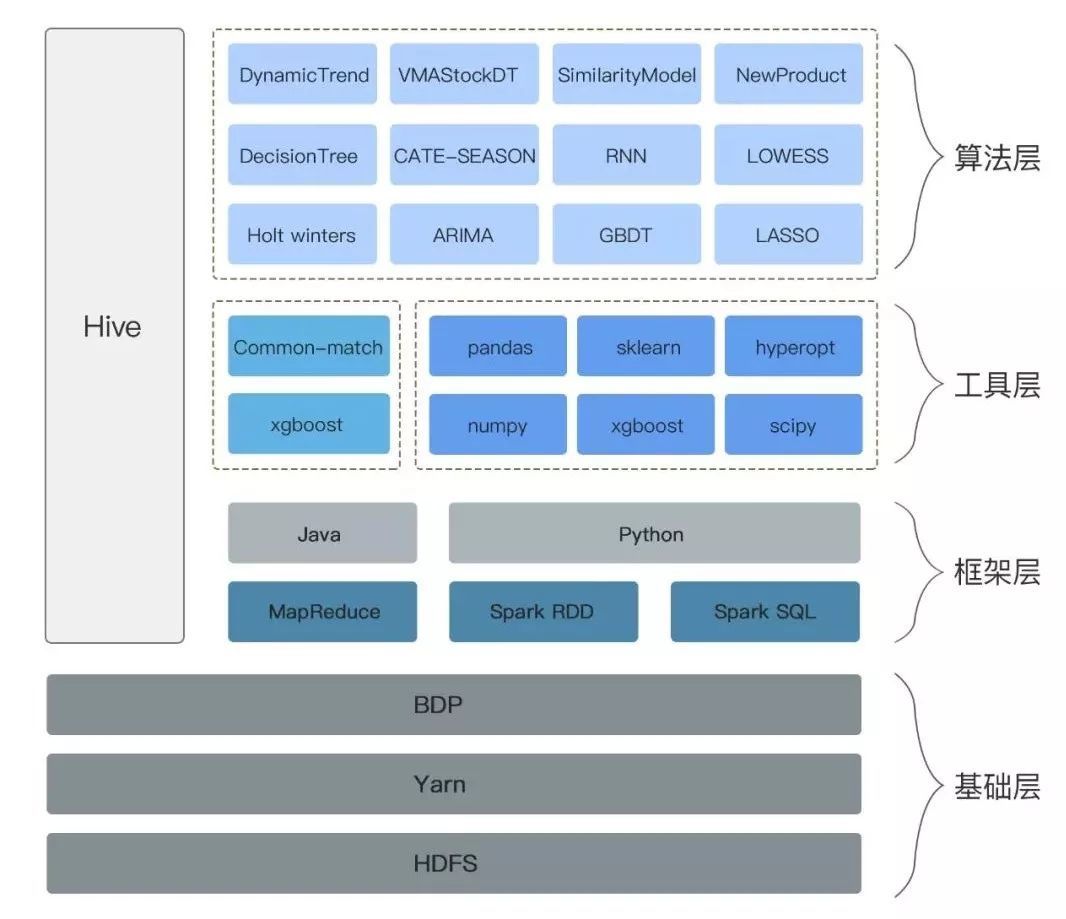 Hive
DynamicTrend VMAStockDT SimilarityModel NewProduct
DecisionTree CATE-SEASON RNN LOWESS
Holt winters ARIMA GBDT LASSO
算法层
Common-match pandas sklearn hyperopt
xgboost numpy xgboost scipy
工具层
Java Python
MapReduce Spark RDD Spark SQL
框架层
BDP
Yarn
HDFS
基础层